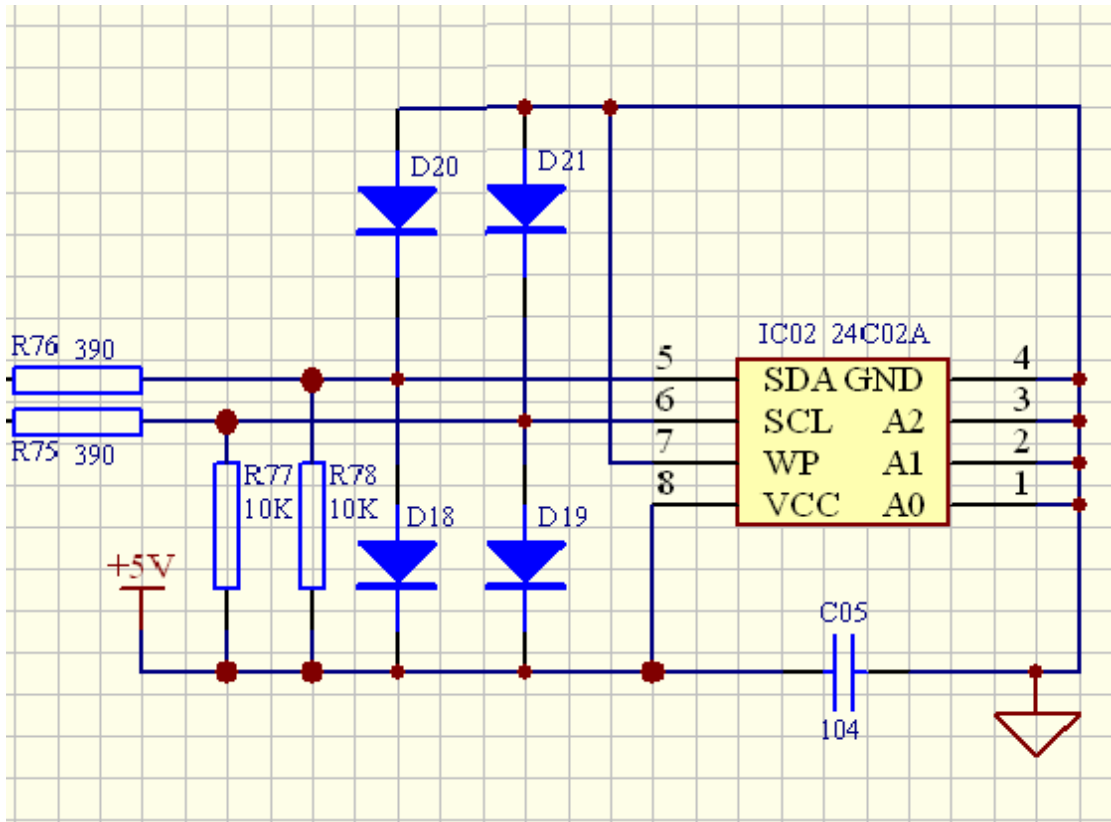 D20
D21
IC02 24C02A
R76 390
5
4
SDA GND
6
3
SCL A2
R75 390
7
2
WP A1
R77
R78
8
1
10K
10K
VCC A0
D18
D19
+5V
C05
104